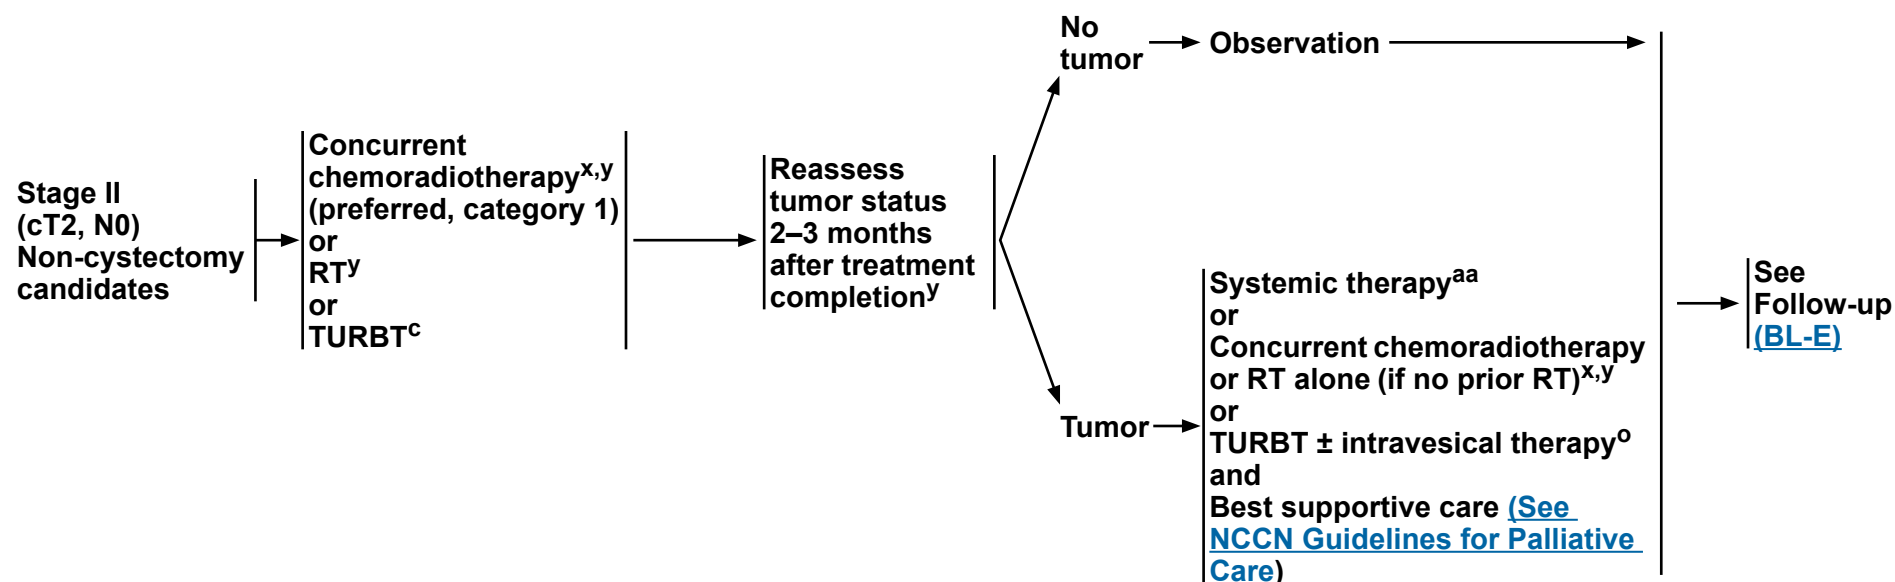 Stage II
(cT2, N0)
Non-cystectomy
candidates
Concurrent
chemoradiotherapyx,y
(preferred, category 1)
or
RTy
or
TURBTc
Reassess
tumor status
2–3 months
after treatment
completiony
No
tumor
Observation
Tumor
Systemic therapyaa
or
Concurrent chemoradiotherapy
or RT alone (if no prior RT)x,y
or
TURBT ± intravesical therapyo
and
Best supportive care (See
NCCN Guidelines for Palliative
Care)
See
Follow-up
(BL-E)